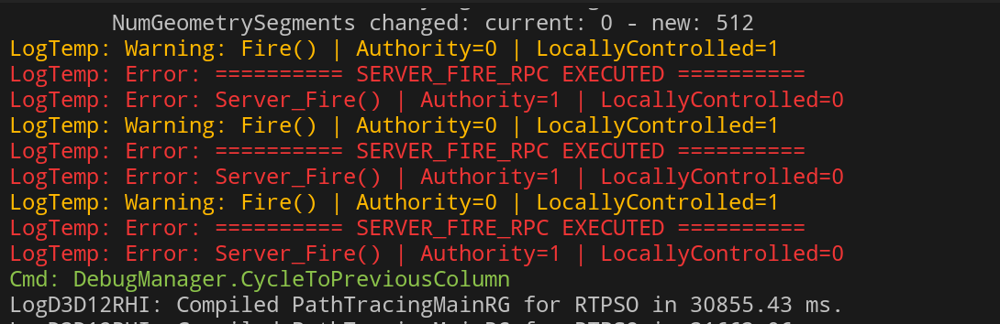 NumGeometrySegments changed: current: 0 - new: 512
LogTemp: Warning: Fire() | Authority=0 | LocallyControlled=1
LogTemp: Error: ========== SERVER_FIRE_RPC EXECUTED ==========
LogTemp: Error: Server_Fire() | Authority=1 | LocallyControlled=0
LogTemp: Warning: Fire() | Authority=0 | LocallyControlled=1
LogTemp: Error: ========== SERVER_FIRE_RPC EXECUTED ==========
LogTemp: Error: Server_Fire() | Authority=1 | LocallyControlled=0
LogTemp: Warning: Fire() | Authority=0 | LocallyControlled=1
LogTemp: Error: ========== SERVER_FIRE_RPC EXECUTED ==========
LogTemp: Error: Server_Fire() | Authority=1 | LocallyControlled=0
Cmd: DebugManager.CycleToPreviousColumn
LogD3D12RHI: Compiled PathTracingMainRG for RTPSO in 30855.43 ms.